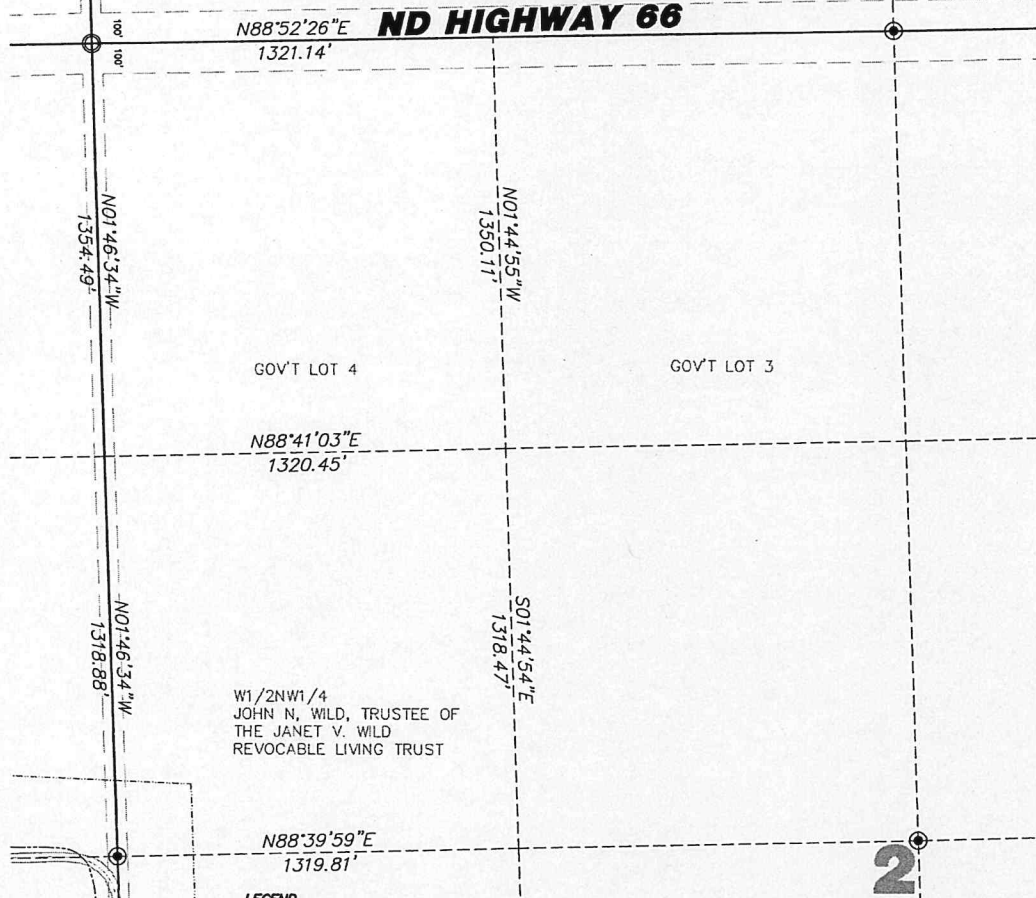 ND HIGHWAY 66
N88°52'26"E
1321.14'
100'
100'
N01°46'34"W
1354.49'
N01°44'55"W
1350.11'
GOV'T LOT 4
GOV'T LOT 3
N88°41'03"E
1320.45'
N01°46'34"W
1318.88'
S01°44'54"E
1318.47'
W1/2NW1/4
JOHN N, WILD, TRUSTEE OF
THE JANET V. WILD
REVOCABLE LIVING TRUST
N88°39'59"E
1319.81'
2
LEGEND